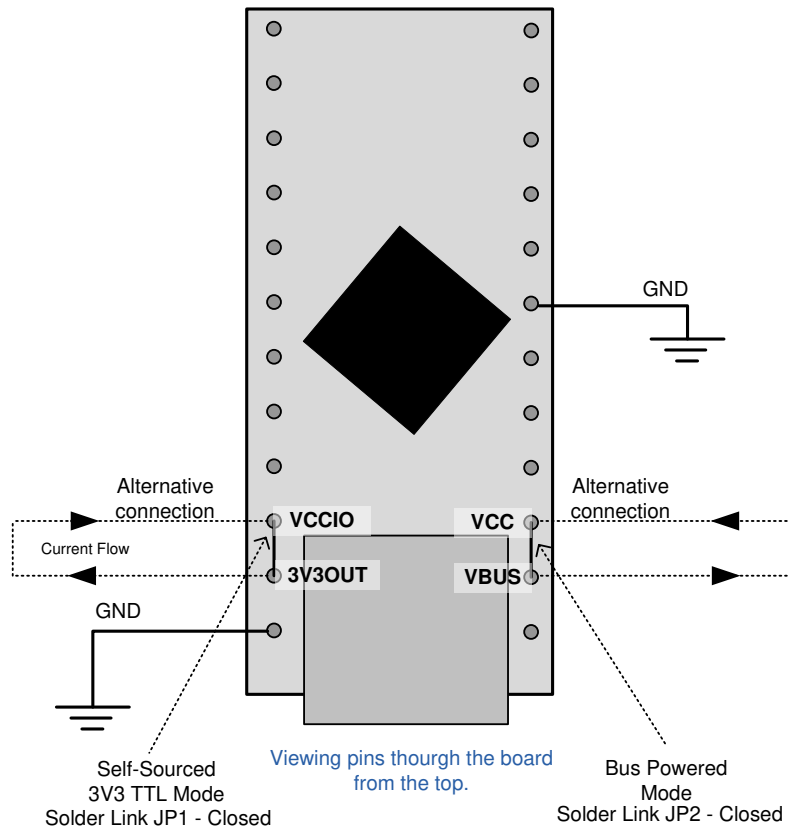 GND
Alternative
connection
Alternative
connection
VCCIO
VCC
Current Flow
3V3OUT
VBUS
GND
Viewing pins thourgh the board
from the top.
Self-Sourced
3V3 TTL Mode
Solder Link JP1 - Closed
Bus Powered
Mode
Solder Link JP2 - Closed